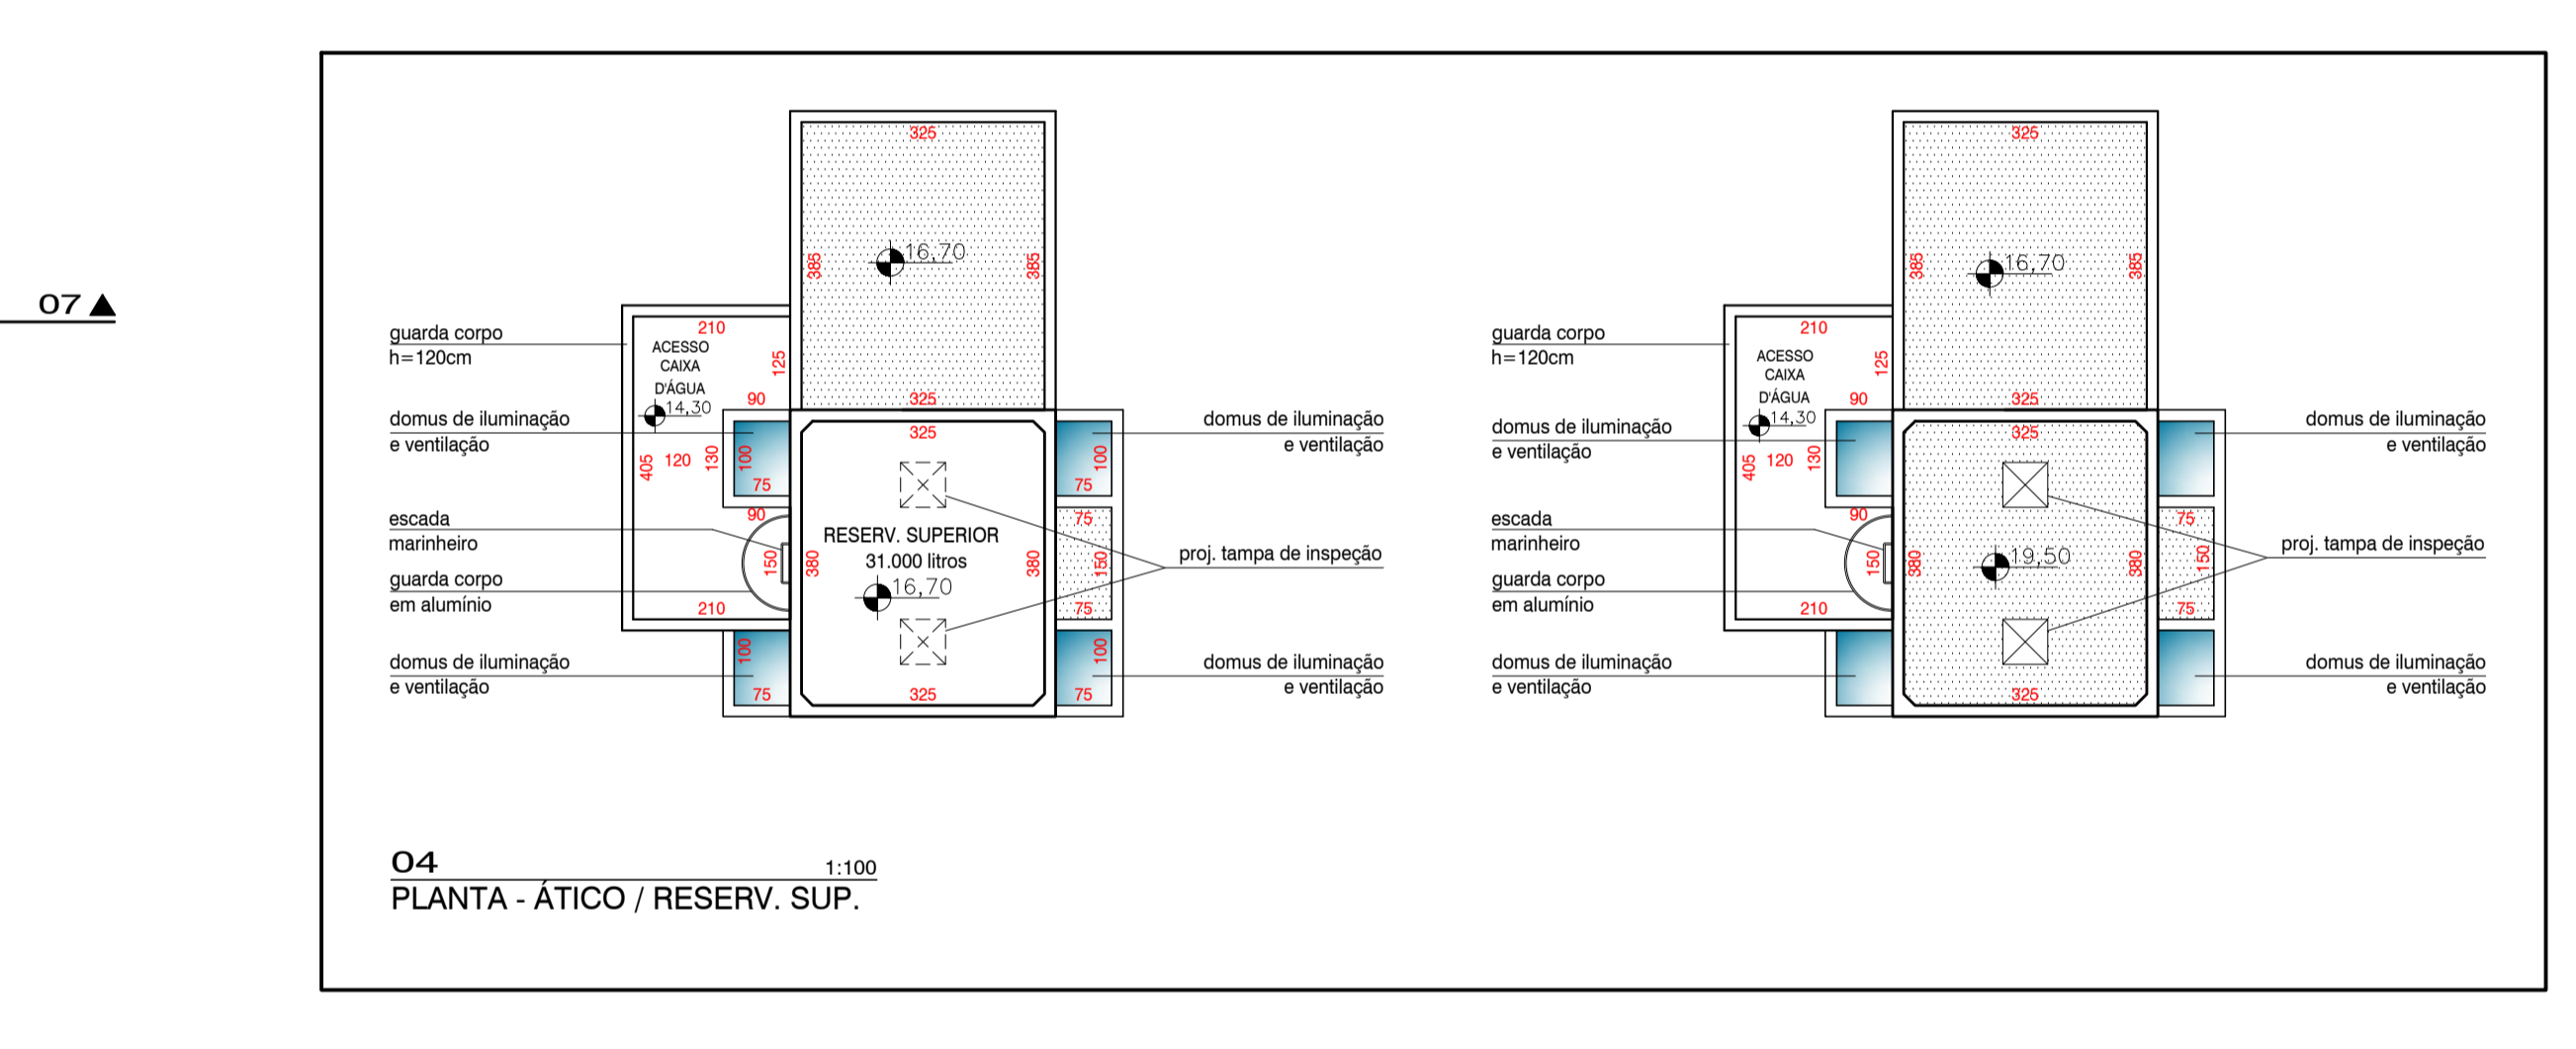 07
325
16,70
385
385
guarda corpo
h=120cm
210
ACESSO
CAIXA
D'ÁGUA
14,30
125
90
325
domus de iluminação
e ventilação
domus de iluminação
e ventilação
325
405
120
130
100
75
100
75
escada
marinheiro
90
150
guarda corpo
em alumínio
210
RESERV. SUPERIOR
31.000 litros
16,70
380
380
75
150
75
proj. tampa de inspeção
domus de iluminação
e ventilação
100
75
325
100
75
domus de iluminação
e ventilação
325
16,70
385
385
guarda corpo
h=120cm
210
ACESSO
CAIXA
D'ÁGUA
14,30
125
90
325
domus de iluminação
e ventilação
domus de iluminação
e ventilação
325
405
120
130
escada
marinheiro
90
150
guarda corpo
em alumínio
210
19,50
380
380
75
150
75
proj. tampa de inspeção
domus de iluminação
e ventilação
325
domus de iluminação
e ventilação
04
1:100
PLANTA - ÁTICO / RESERV. SUP.